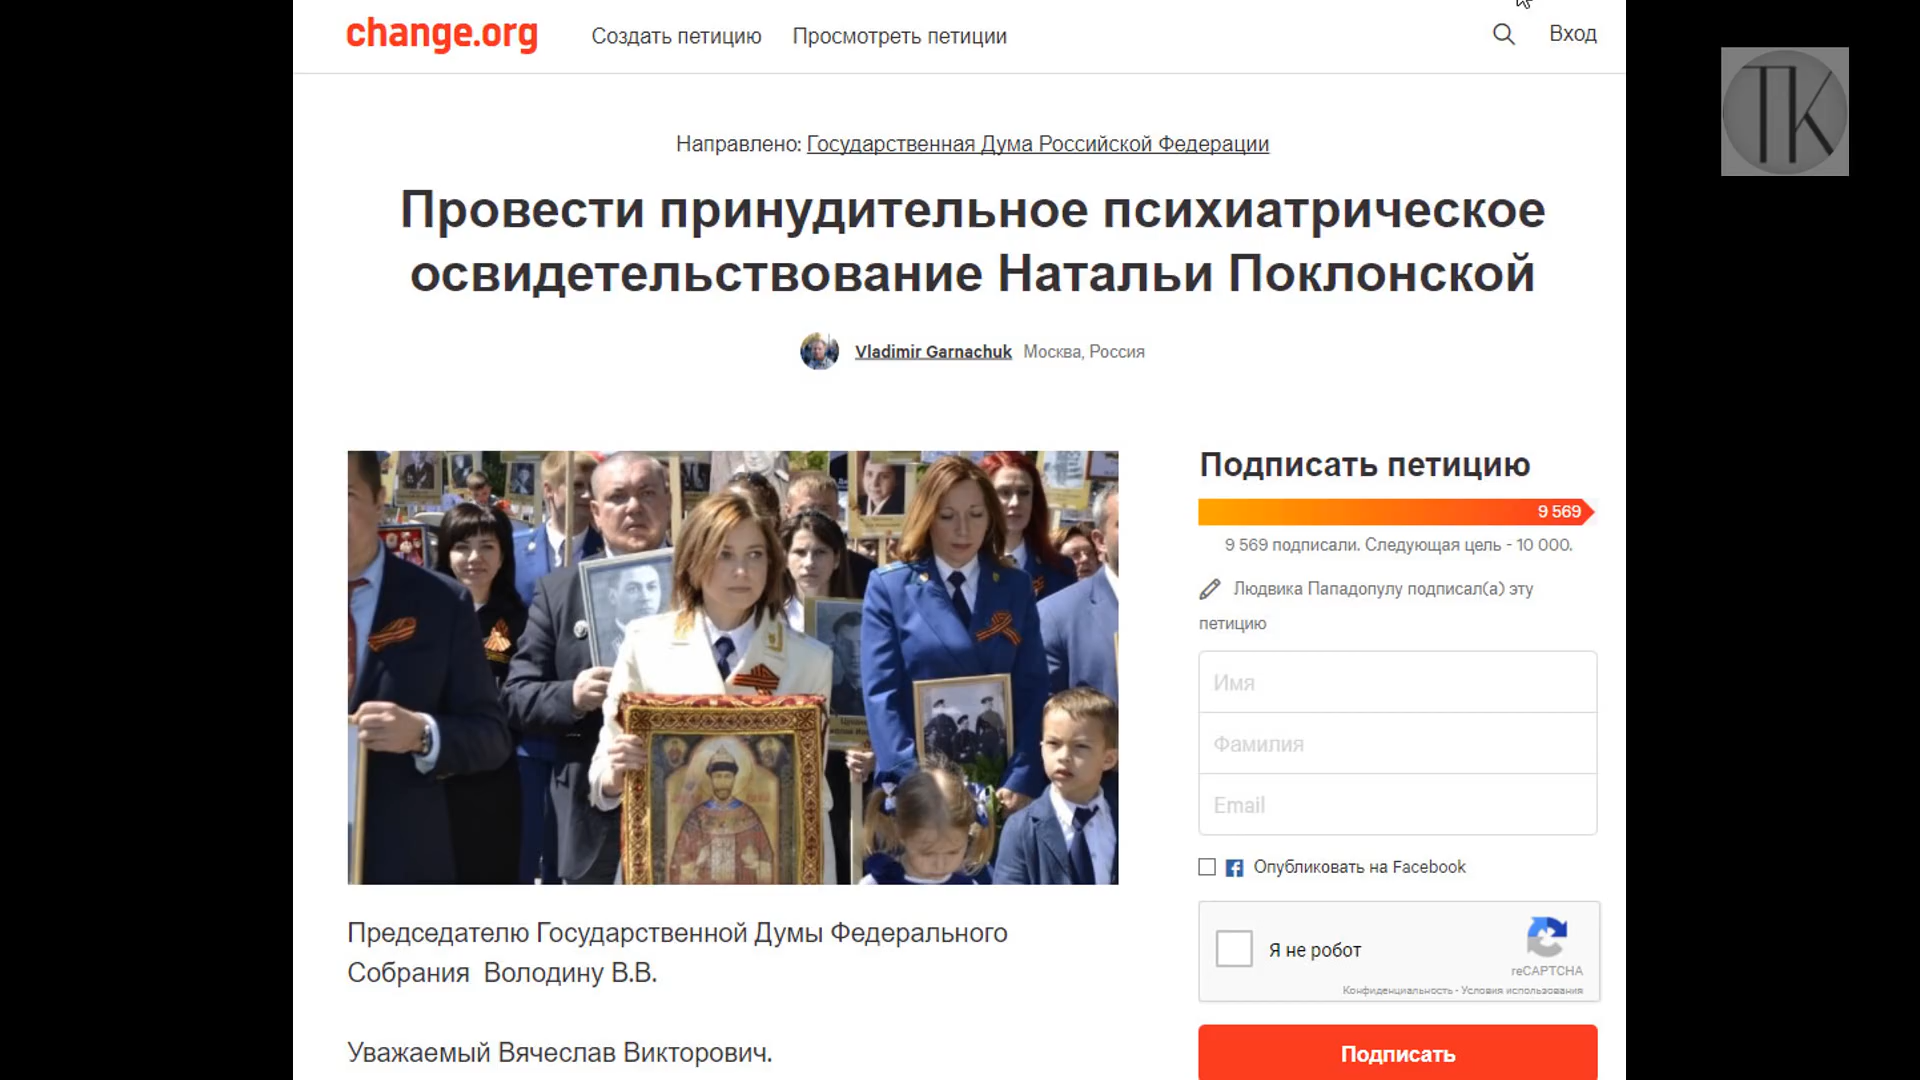 change.org
Создать петицию
Просмотреть петиции
Вход
ТК
Направлено: Государственная Дума Российской Федерации
Провести принудительное психиатрическое
освидетельствование Натальи Поклонской
Vladimir Garnachuk Москва, Россия
Подписать петицию
9 569
9 569 подписали. Следующая цель - 10 000.
Людвика Пападопулу подписал(а) эту
петицию
Имя
Фамилия
Email
Опубликовать на Facebook
Я не робот
reCAPTCHA
Конфиденциальность - Условия использования
Подписать
Председателю Государственной Думы Федерального
Собрания Володину В.В.
Уважаемый Вячеслав Викторович.